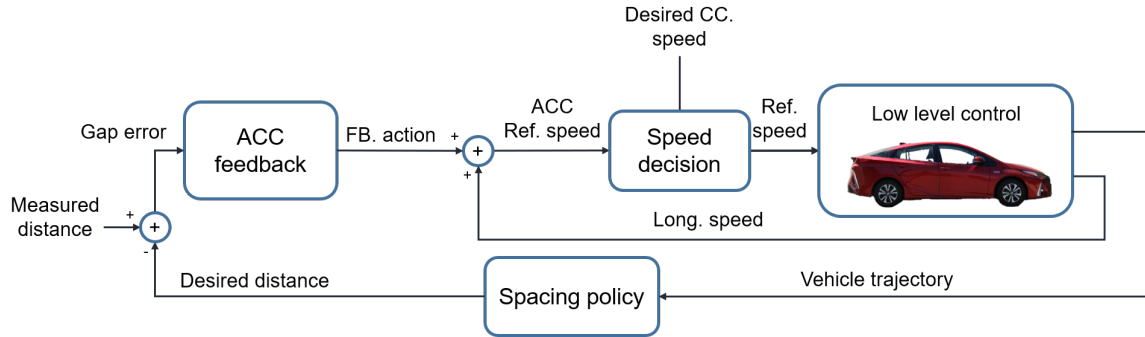 Desired CC.
speed
Gap error
ACC
feedback
FB. action
+
+
+
ACC
Ref. speed
Speed
decision
Ref.
speed
Low level control
Measured
distance
+
+
-
Long. speed
Desired distance
Spacing policy
Vehicle trajectory